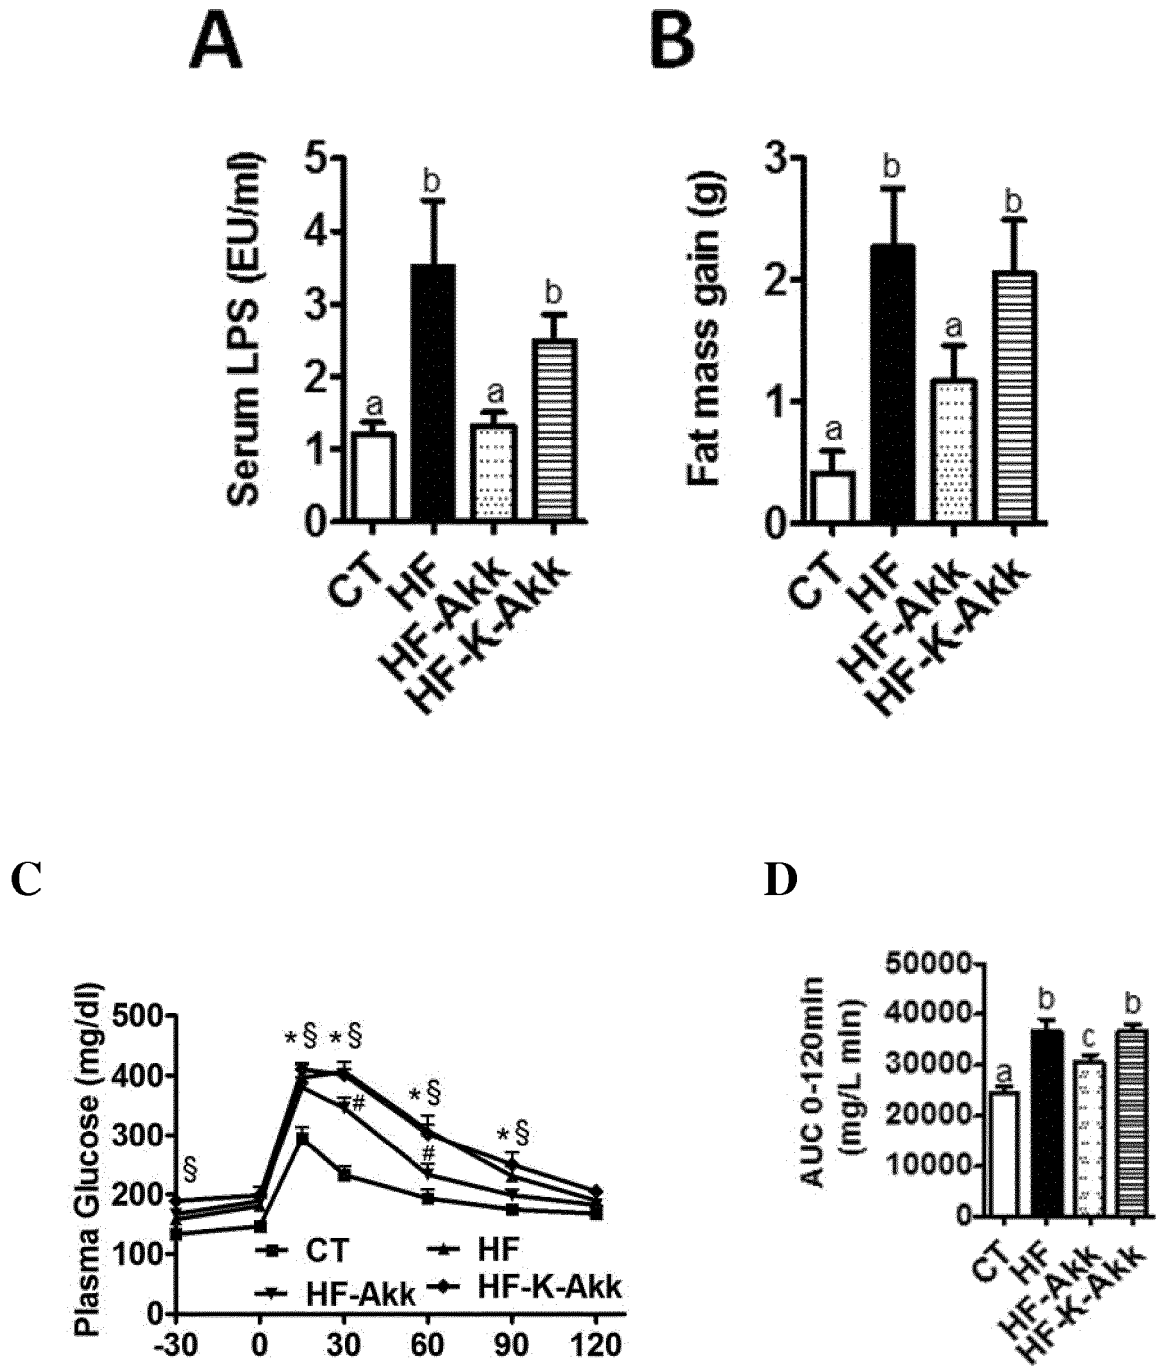 A
B
Serum LPS (EU/ml)
5
4
3
2
1
0
a
b
a
b
CT
HF
HF-Akk
HF-K-Akk
Fat mass gain (g)
3
2
1
0
a
b
a
b
CT
HF
HF-Akk
HF-K-Akk
C
D
Plasma Glucose (mg/dl)
500
400
300
200
100
0
§
* §
* §
#
* §
#
* §
CT
HF
HF-Akk
HF-K-Akk
-30
0
30
60
90
120
AUC 0-120min
(mg/L min)
50000
40000
30000
20000
10000
0
a
b
c
b
CT
HF
HF-Akk
HF-K-Akk